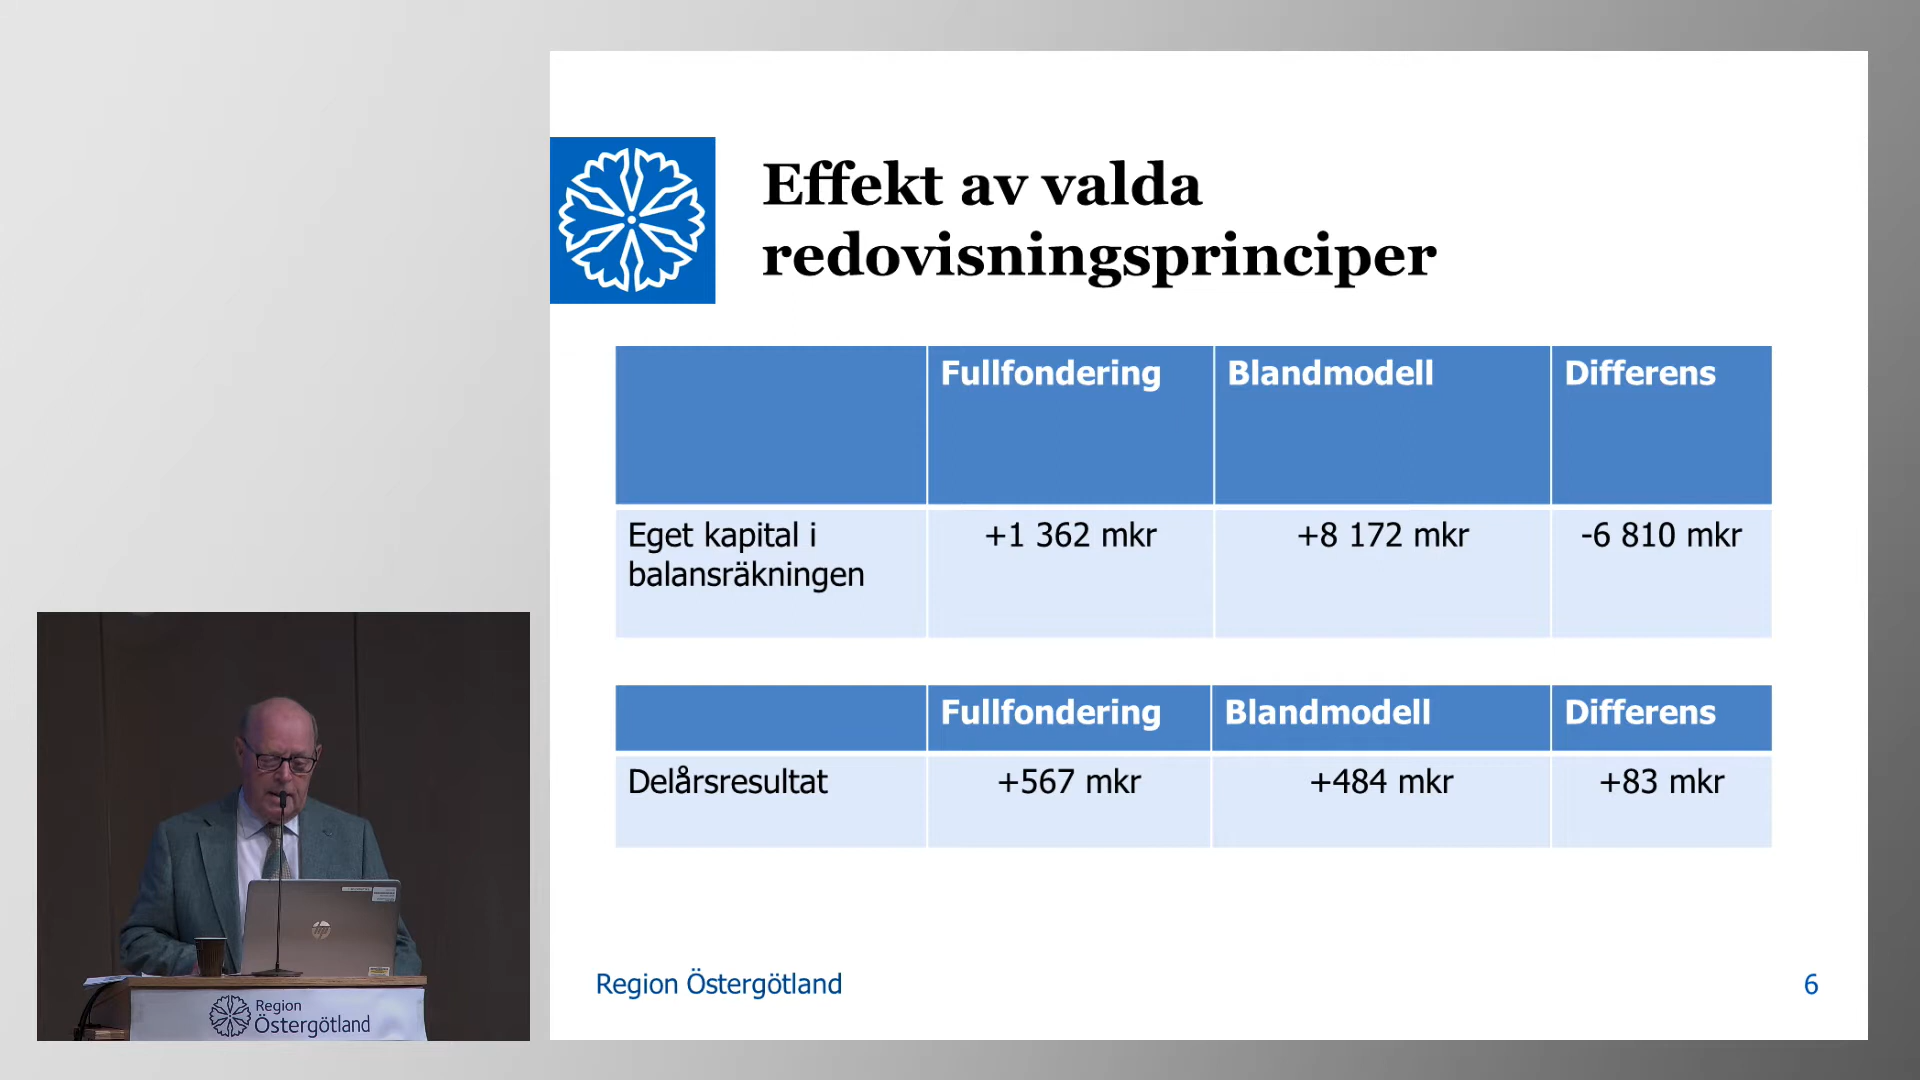 Effekt av valda
redovisningsprinciper
Fullfondering Blandmodell Differens
Eget kapital i balansräkningen +1 362 mkr +8 172 mkr -6 810 mkr
Fullfondering Blandmodell Differens
Delårsresultat +567 mkr +484 mkr +83 mkr
Region Östergötland 6
hp
Region
Östergötland